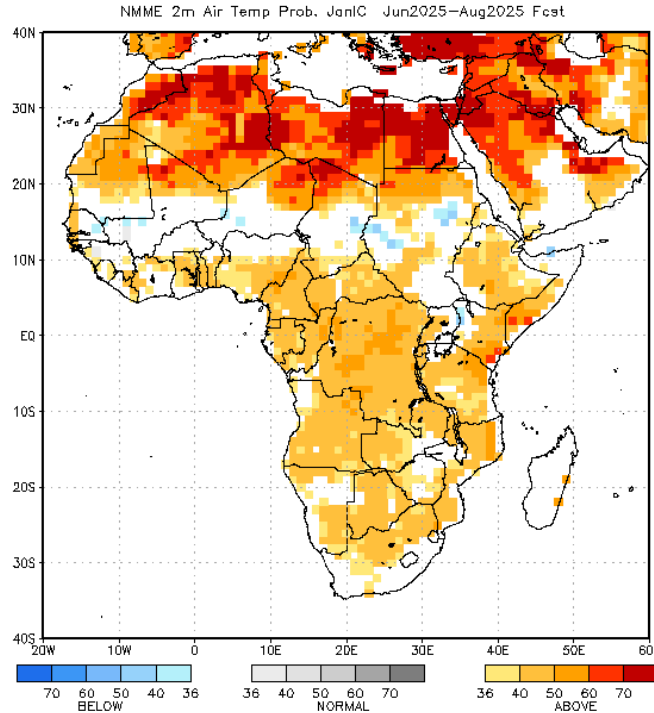 NMME 2m Air Temp Prob. JanIC Jun2025–Aug2025 Fcst
40N
30N
20N
10N
EQ
10S
20S
30S
40S
20W 10W 0 10E 20E 30E 40E 50E 60
70 60 50 40 36
BELOW
36 40 50 60 70
NORMAL
36 40 50 60 70
ABOVE